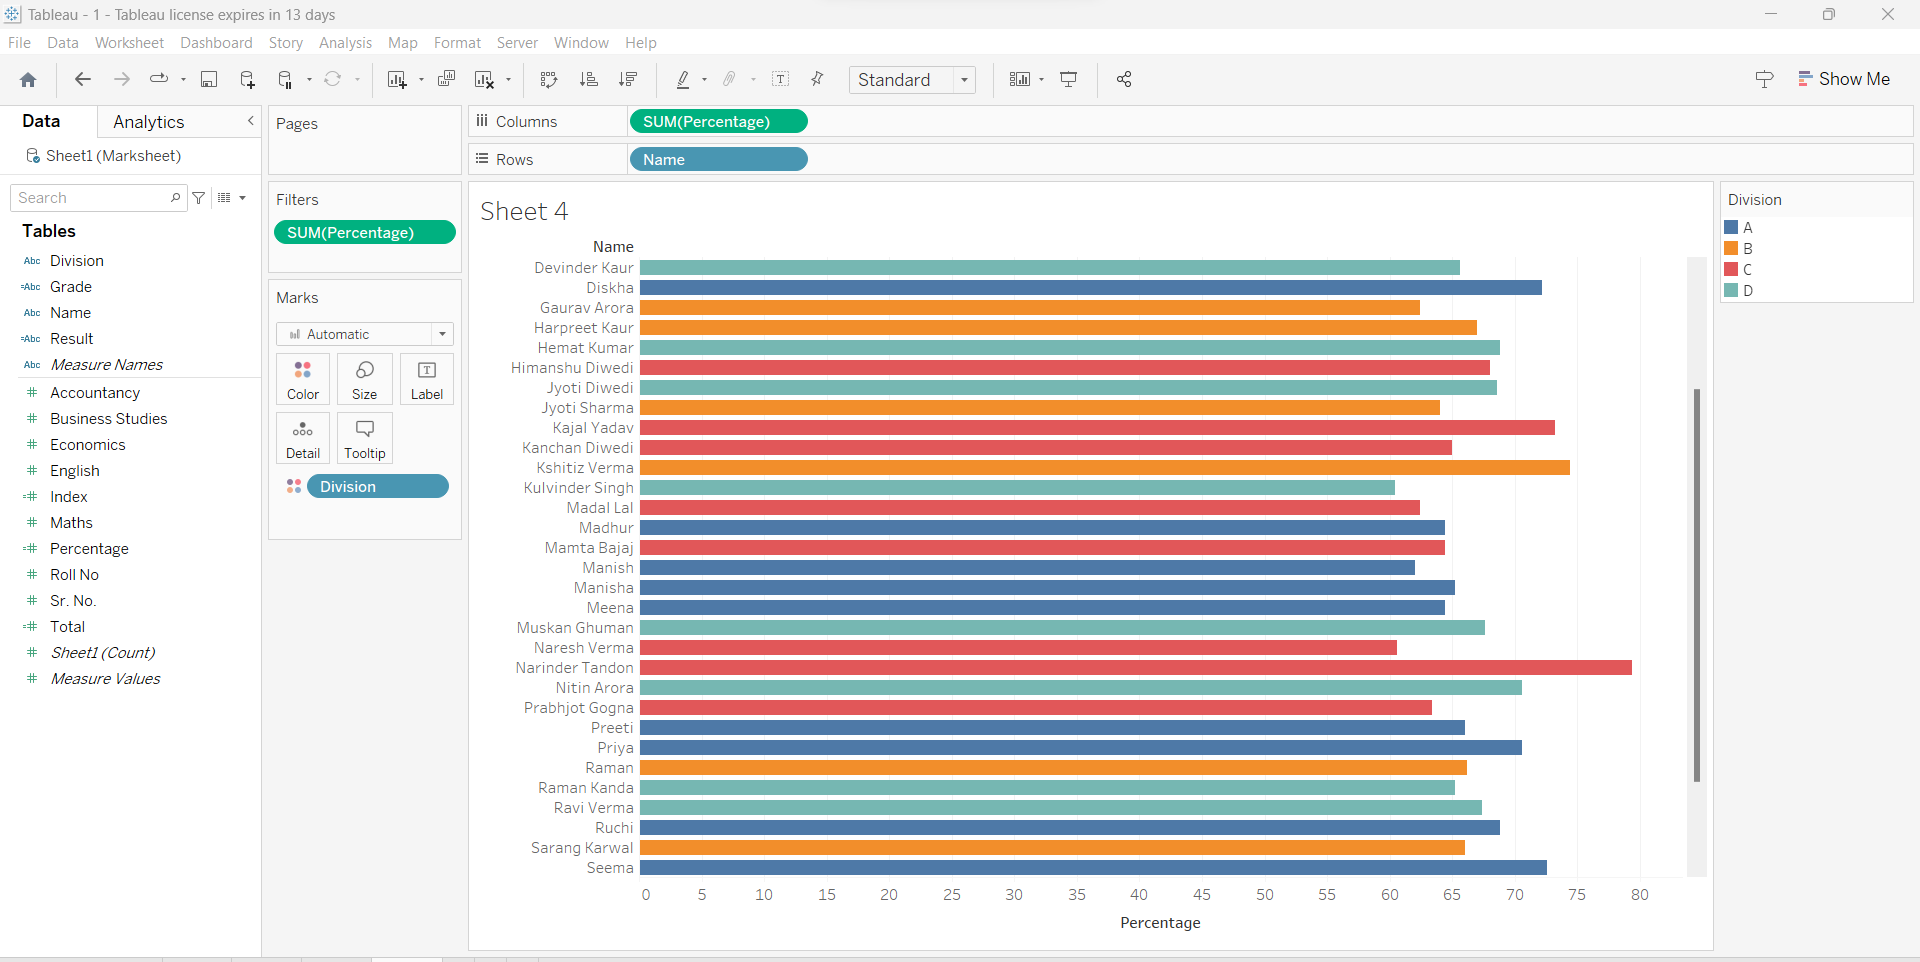 Tableau - 1 - Tableau license expires in 13 days
File Data Worksheet Dashboard Story Analysis Map Format Server Window Help
Standard
Show Me
Data
Analytics
Sheet1 (Marksheet)
Search
Tables
Abc Division
=Abc Grade
Abc Name
=Abc Result
Abc Measure Names
# Accountancy
# Business Studies
# Economics
# English
=# Index
# Maths
=# Percentage
# Roll No
# Sr. No.
=# Total
# Sheet1 (Count)
# Measure Values
Pages
Filters
SUM(Percentage)
Marks
Automatic
Color Size Label
Detail Tooltip
Division
Columns
SUM(Percentage)
Rows
Name
Sheet 4
Name
Devinder Kaur
Diskha
Gaurav Arora
Harpreet Kaur
Hemat Kumar
Himanshu Diwedi
Jyoti Diwedi
Jyoti Sharma
Kajal Yadav
Kanchan Diwedi
Kshitiz Verma
Kulvinder Singh
Madal Lal
Madhur
Mamta Bajaj
Manish
Manisha
Meena
Muskan Ghuman
Naresh Verma
Narinder Tandon
Nitin Arora
Prabhjot Gogna
Preeti
Priya
Raman
Raman Kanda
Ravi Verma
Ruchi
Sarang Karwal
Seema
0 5 10 15 20 25 30 35 40 45 50 55 60 65 70 75 80
Percentage
Division
A
B
C
D